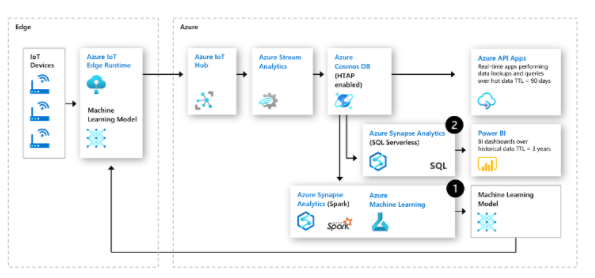 Edge
Azure
IoT
Devices
Azure IoT
Edge Runtime
Machine
Learning Model
Azure IoT
Hub
Azure Stream
Analytics
Azure
Cosmos DB
(HTAP
enabled)
Azure API Apps
Real-time apps performing
data lookups and queries
over hot data TTL = 90 days
2
Azure Synapse Analytics
(SQL Serverless)
SQL
Power BI
BI dashboards over
historical data TTL = 3 years
1
Azure Synapse
Analytics (Spark)
Spark
Azure
Machine Learning
Machine Learning
Model